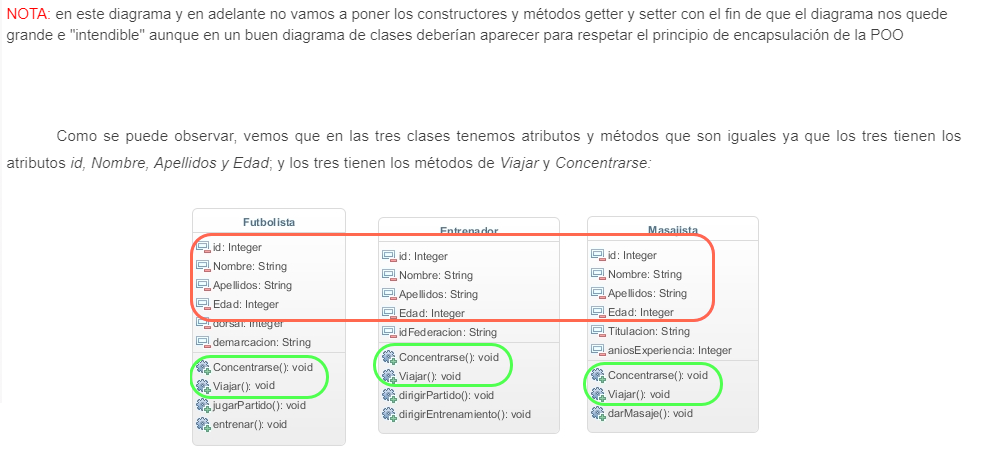 NOTA: en este diagrama y en adelante no vamos a poner los constructores y métodos getter y setter con el fin de que el diagrama nos quede
grande e "intendible" aunque en un buen diagrama de clases deberían aparecer para respetar el principio de encapsulación de la POO
Como se puede observar, vemos que en las tres clases tenemos atributos y métodos que son iguales ya que los tres tienen los
atributos id, Nombre, Apellidos y Edad; y los tres tienen los métodos de Viajar y Concentrarse:
Futbolista
id: Integer
Nombre: String
Apellidos: String
Edad: Integer
dorsal: Integer
demarcacion: String
Concentrarse(): void
Viajar(): void
jugarPartido(): void
entrenar(): void
Entrenador
id: Integer
Nombre: String
Apellidos: String
Edad: Integer
idFederacion: String
Concentrarse(): void
Viajar(): void
dirigirPartido(): void
dirigirEntrenamiento(): void
Masajista
id: Integer
Nombre: String
Apellidos: String
Edad: Integer
Titulacion: String
aniosExperiencia: Integer
Concentrarse(): void
Viajar(): void
darMasaje(): void